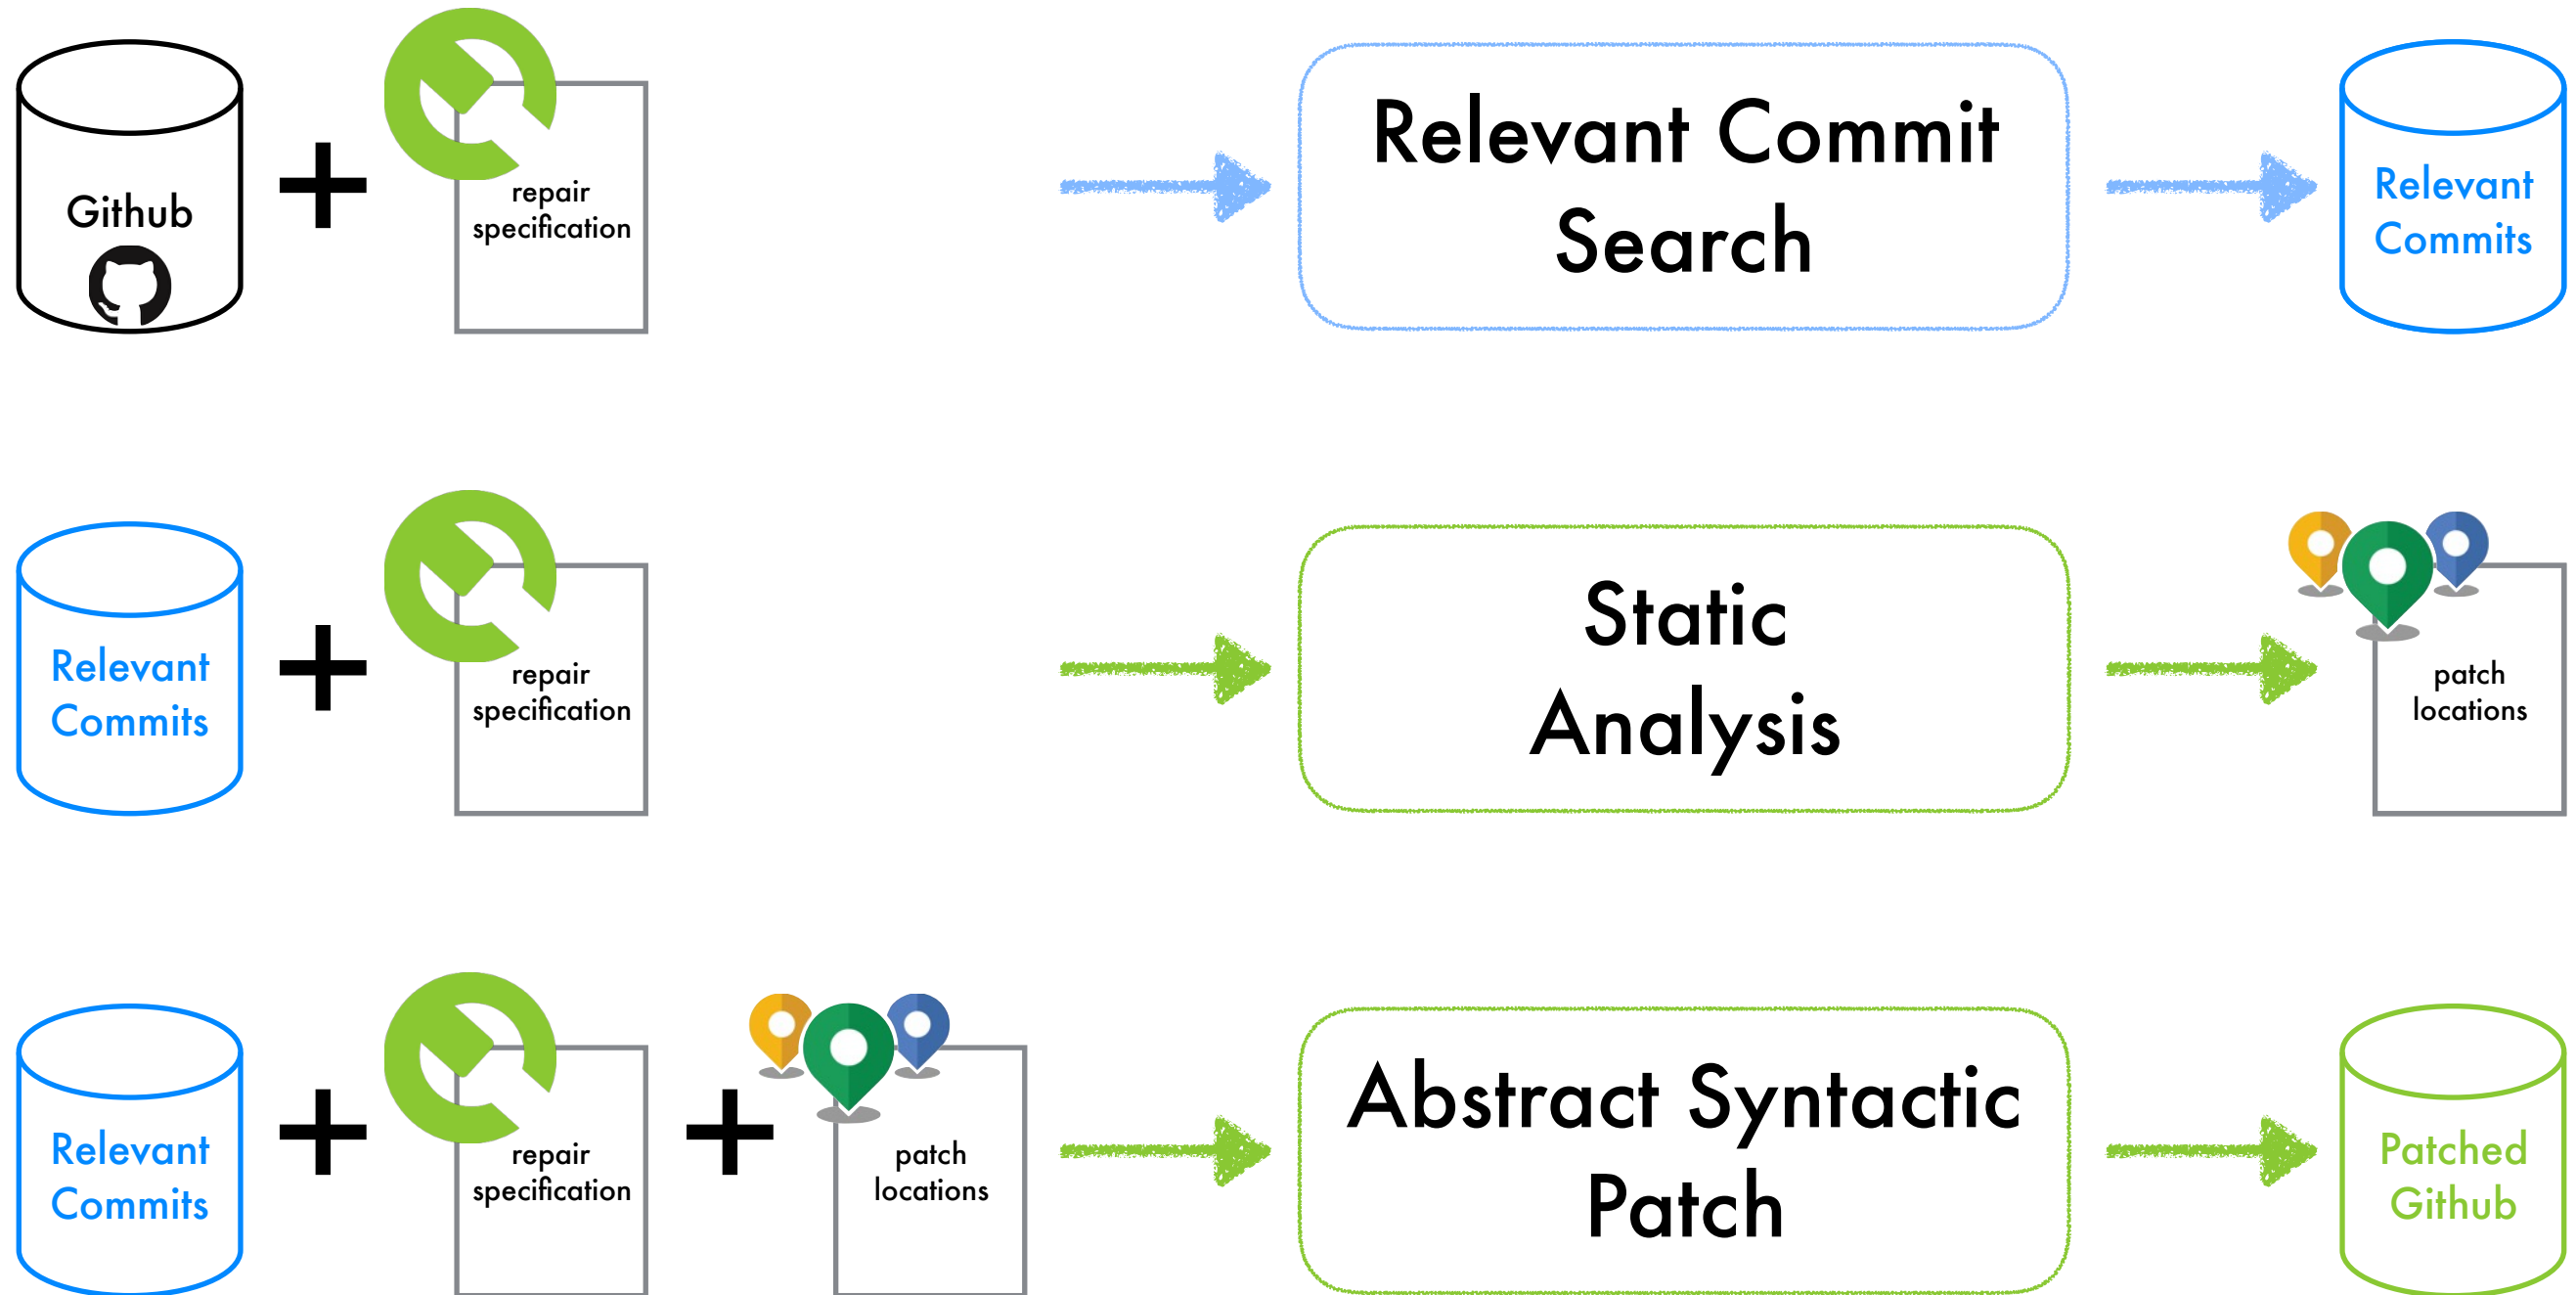 Github
repair
specification
Relevant Commit
Search
Relevant
Commits
Relevant
Commits
repair
specification
Static
Analysis
patch
locations
Relevant
Commits
repair
specification
patch
locations
Abstract Syntactic
Patch
Patched
Github